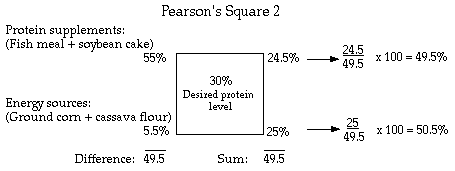 Pearson's Square 2
Protein supplements:
(Fish meal + soybean cake)
55%
24.5%
24.5
49.5
x 100 = 49.5%
30%
Desired protein
level
Energy sources:
(Ground corn + cassava flour)
5.5%
25%
25
49.5
x 100 = 50.5%
Difference: 49.5 Sum: 49.5